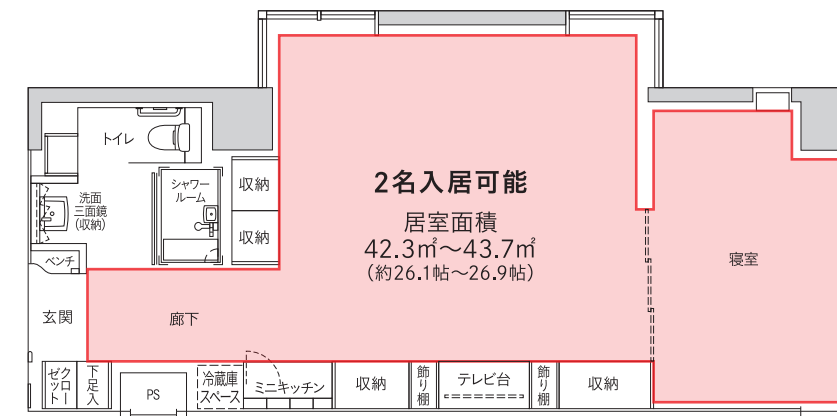 トイレ
シャワー
ルーム
収納
収納
洗面
三面鏡
(収納)
ベンチ
玄関
廊下
2名入居可能
居室面積
42.3㎡～43.7㎡
(約26.1帖～26.9帖)
寝室
クロー
ゼット
下足入
PS
冷蔵庫
スペース
ミニキッチン
収納
飾り棚
テレビ台
飾り棚
収納